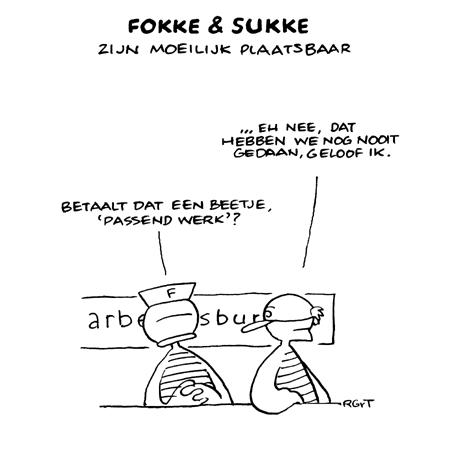 FOKKE & SUKKE
ZIJN MOEILIJK PLAATSBAAR
... EH NEE, DAT
HEBBEN WE NOG NOOIT
GEDAAN, GELOOF IK.
BETAALT DAT EEN BEETJE,
'PASSEND WERK'?
F
arbe sbur
RGvT